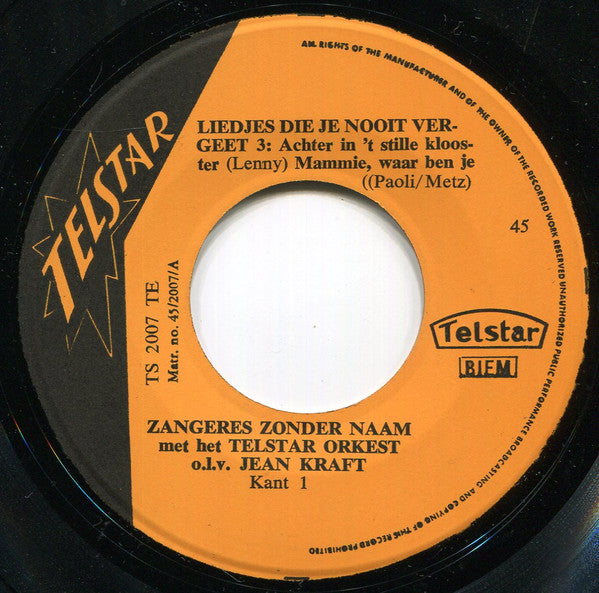 TELSTAR
LIEDJES DIE JE NOOIT VER-
GEET 3: Achter in 't stille kloos-
ter (Lenny) Mammie, waar ben je
((Paoli/Metz)
45
TS 2007 TE
Matr. no. 45/2007/A
Telstar
BIEM
ZANGERES ZONDER NAAM
met het TELSTAR ORKEST
o.l.v. JEAN KRAFT
Kant 1
ALL RIGHTS OF THE MANUFACTURER AND OF THE OWNER OF THE RECORDED WORK RESERVED UNAUTHORIZED PUBLIC PERFORMANCE BROADCASTING AND COPYING OF THIS RECORD PROHIBITED